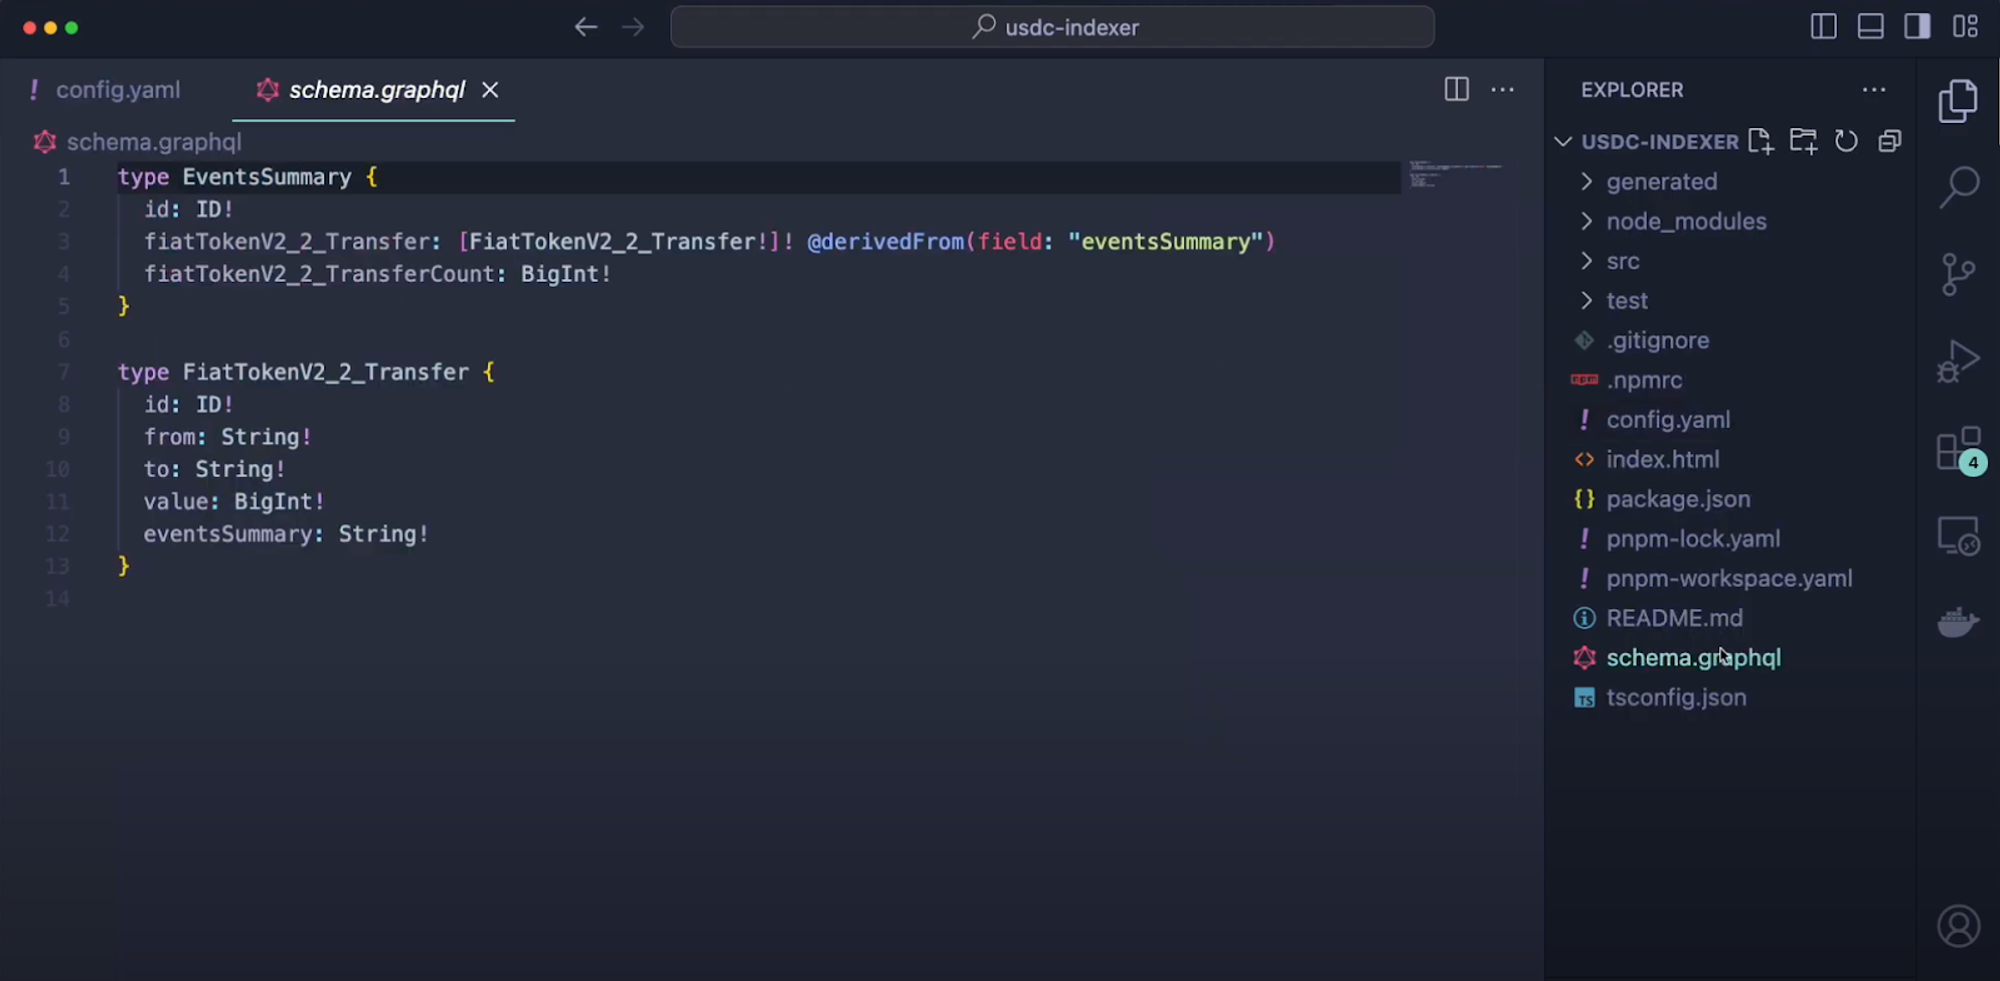 usdc-indexer
! config.yaml
schema.graphql
schema.graphql
1 type EventsSummary {
2 id: ID!
3 fiatTokenV2_2_Transfer: [FiatTokenV2_2_Transfer!]! @derivedFrom(field: "eventsSummary")
4 fiatTokenV2_2_TransferCount: BigInt!
5 }
6
7 type FiatTokenV2_2_Transfer {
8 id: ID!
9 from: String!
10 to: String!
11 value: BigInt!
12 eventsSummary: String!
13 }
14
EXPLORER
USDC-INDEXER
generated
node_modules
src
test
.gitignore
npm .npmrc
! config.yaml
<> index.html
{} package.json
! pnpm-lock.yaml
! pnpm-workspace.yaml
README.md
schema.graphql
TS tsconfig.json
4